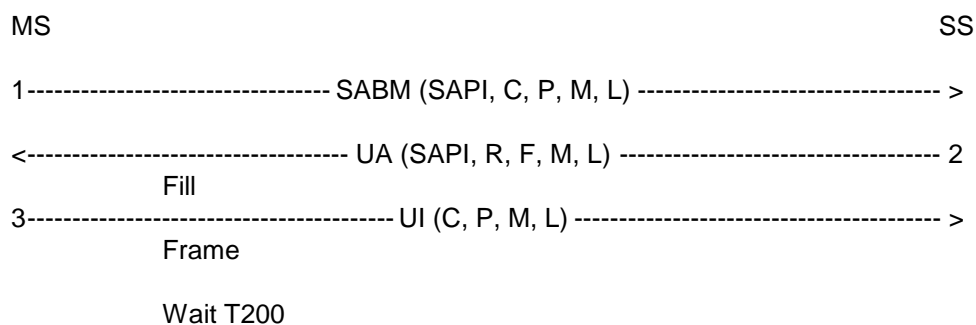 MS SS
1---------------------------------- SABM (SAPI, C, P, M, L) ---------------------------------- >
<------------------------------------ UA (SAPI, R, F, M, L) ------------------------------------ 2
Fill
3----------------------------------------- UI (C, P, M, L) ----------------------------------------- >
Frame
Wait T200